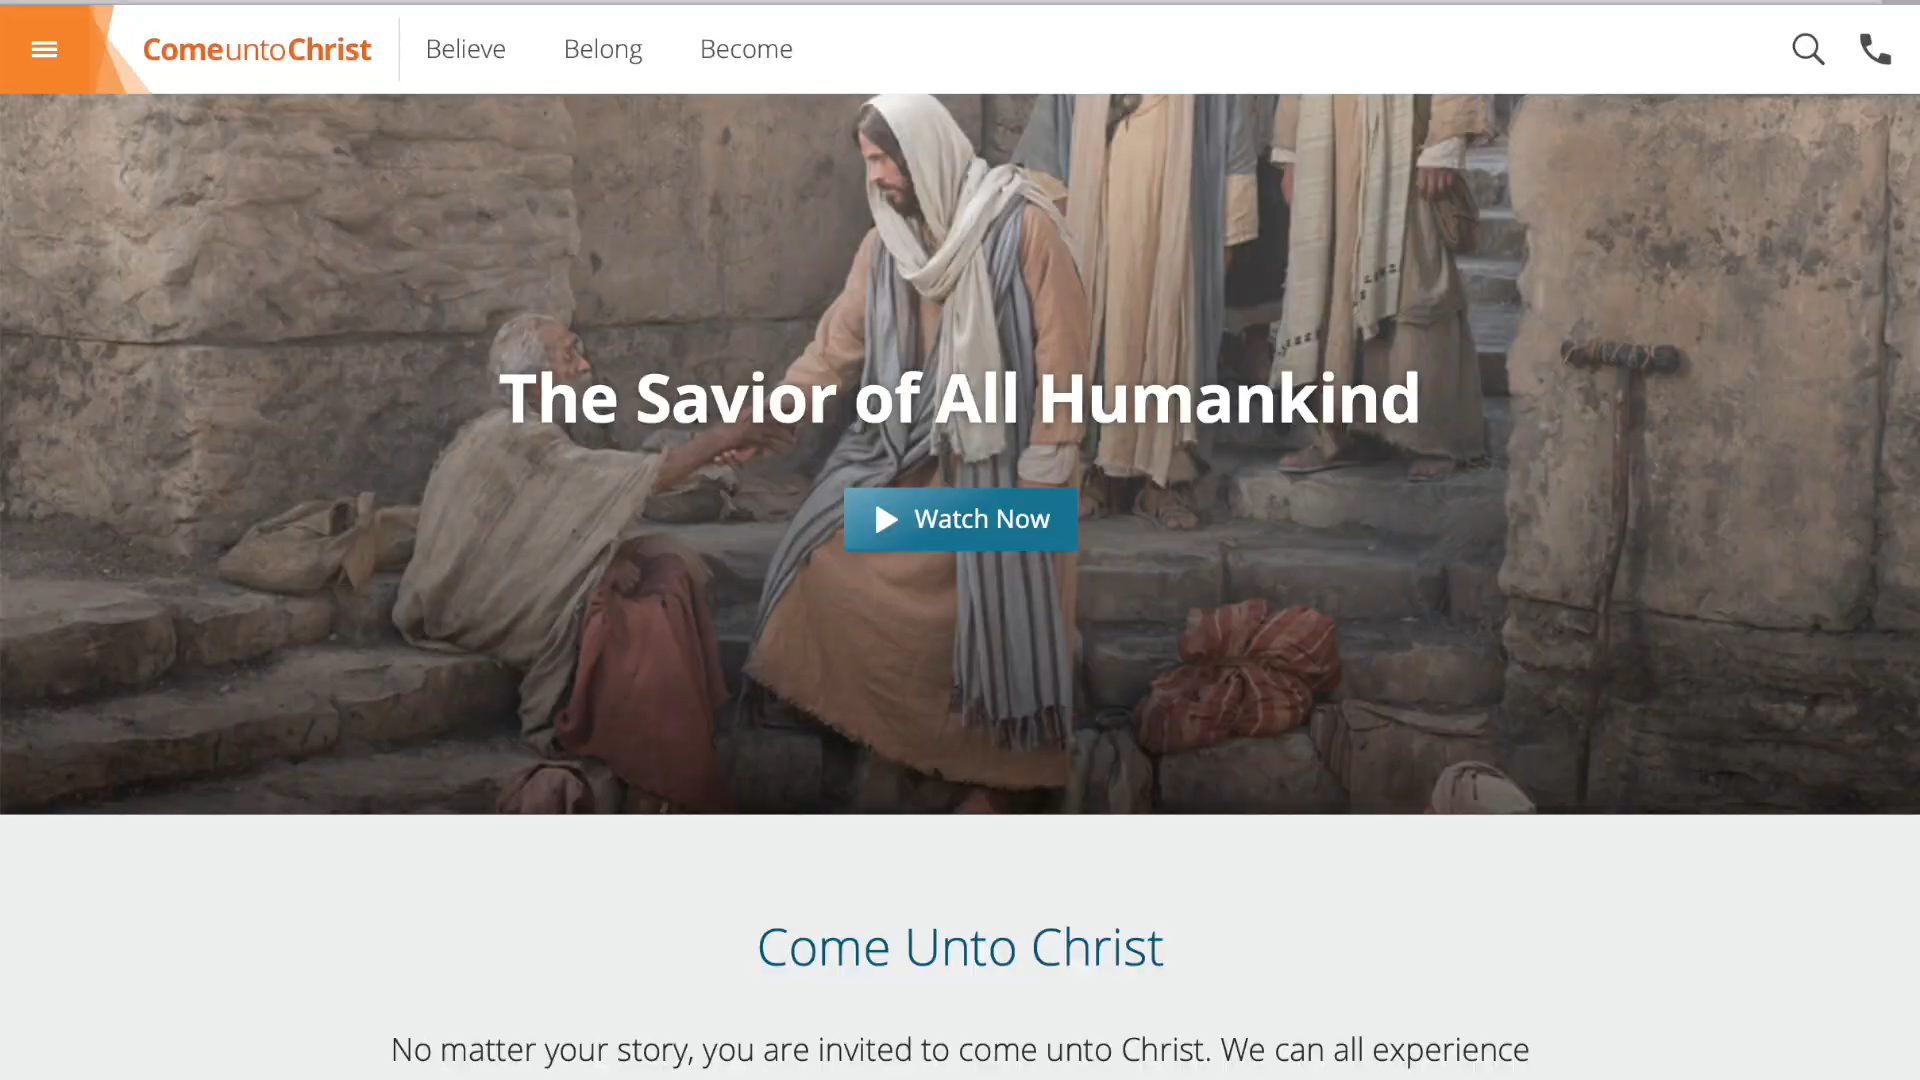 ComeuntoChrist Believe Belong Become
The Savior of All Humankind
Watch Now
Come Unto Christ
No matter your story, you are invited to come unto Christ. We can all experience